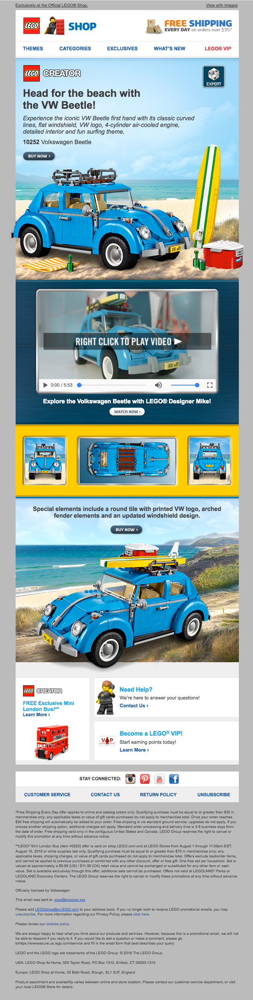 Exclusively at the Official LEGO® Shop.
View with images.
LEGO
SHOP
FREE SHIPPING
EVERY DAY on orders over $35!*
THEMES
CATEGORIES
EXCLUSIVES
WHAT'S NEW
LEGO® VIP
LEGO CREATOR
EXPERT
Head for the beach with
the VW Beetle!
Experience the iconic VW Beetle first hand with its classic curved
lines, flat windshield, VW logo, 4-cylinder air-cooled engine,
detailed interior and fun surfing theme.
10252 Volkswagen Beetle
BUY NOW >
P51 AK1
RIGHT CLICK TO PLAY VIDEO
P51 AK1
0:00 / 5:53
Explore the Volkswagen Beetle with LEGO® Designer Mike!
WATCH NOW >
Special elements include a round tile with printed VW logo, arched
fender elements and an updated windshield design.
BUY NOW >
P51 AK1
LEGO CREATOR
FREE Exclusive Mini
London Bus!**
Learn More >
Need Help?
We're here to answer your questions!
Contact Us >
VIP
Become a LEGO® VIP!
Start earning points today!
Learn More >
STAY CONNECTED:
You
Tube
CUSTOMER SERVICE
CONTACT US
RETURN POLICY
UNSUBSCRIBE
*Free Shipping Every Day offer applies to online and catalog orders only. Qualifying purchase must be equal to or greater than $35 in
merchandise only; any applicable taxes or value of gift cards purchased do not apply to merchandise total. Once your order reaches
$35 free shipping will automatically be added to your order. Free shipping is via standard ground service; upgrades do not apply. If you
choose another shipping option, additional charges will apply. Standard order processing and delivery time is 3-8 business days from
the date of order. Free shipping valid only in the contiguous United States and Canada. LEGO Group reserves the right to cancel or
modify this promotion at any time without advance notice.
**LEGO® Mini London Bus (item 40220) offer is valid on shop.LEGO.com and at LEGO Stores from August 1 through 11:59pm EST,
August 15, 2016 or while supplies last. Qualifying purchase must be equal to or greater than $75 in merchandise only; any
applicable taxes, shipping charges, or value of gift cards purchased do not apply to merchandise total. Offers exclude backorder items,
and cannot be applied to previous purchases or combined with any other discount, offer or free gift. One free set per household. Set is
valued at approximately a $9.99 (US) / $11.99 (CA) retail value and cannot be exchanged or substituted for any other item or cash
value. Set is available exclusively through this offer; additional sets cannot be purchased. Offers not valid at LEGOLAND® Parks or
LEGOLAND Discovery Centers. The LEGO Group reserves the right to cancel or modify these promotions at any time without advance
notice.
Officially licensed by Volkswagen
This email was sent to: xxxx@xxxxxxx.xxx
Please add LEGOshop@e.LEGO.com to your address book. If you no longer wish to receive LEGO promotional emails, you may
unsubscribe. For more information regarding our Privacy Policy, please click here.
Please review our cookies policy.
We are always happy to hear what you think about our products and services. However, because this is a promotional email, we will not
be able to respond if you reply to it. If you would like to ask a question or make a comment, please go
tohttps://wwwsecure.us.lego.com/service and fill in the email form that best describes your query.
LEGO and the LEGO logo are trademarks of the LEGO Group. © 2016 The LEGO Group.
USA: LEGO Shop At Home, 555 Taylor Road, PO Box 1310, Enfield, CT 06083-1310
Europe: LEGO Shop at Home, 33 Bath Road, Slough, SL1 3UF, England
Product assortment and availability varies between online and store location. Please contact our customer service department, or visit
your local LEGO® Store for details.